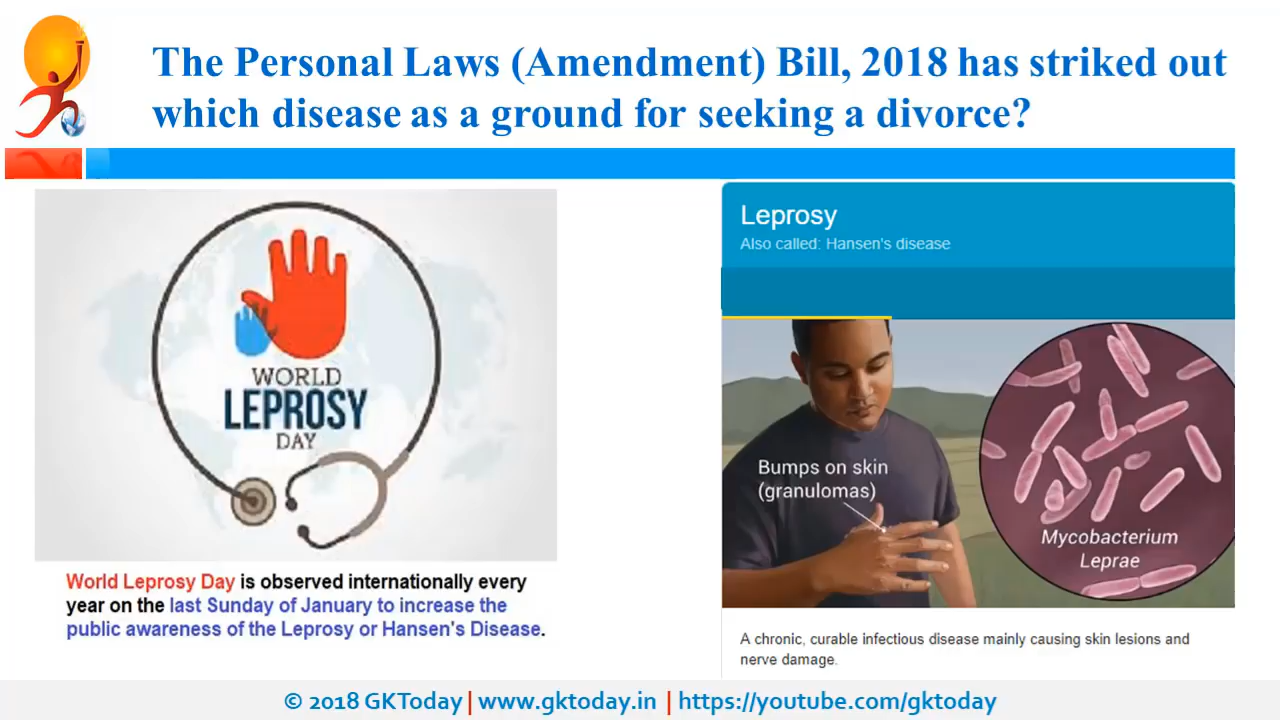 The Personal Laws (Amendment) Bill, 2018 has striked out
which disease as a ground for seeking a divorce?
WORLD
LEPROSY
DAY
World Leprosy Day is observed internationally every
year on the last Sunday of January to increase the
public awareness of the Leprosy or Hansen's Disease.
Leprosy
Also called: Hansen's disease
Bumps on skin
(granulomas)
Mycobacterium
Leprae
A chronic, curable infectious disease mainly causing skin lesions and
nerve damage.
© 2018 GKToday | www.gktoday.in | https://youtube.com/gktoday